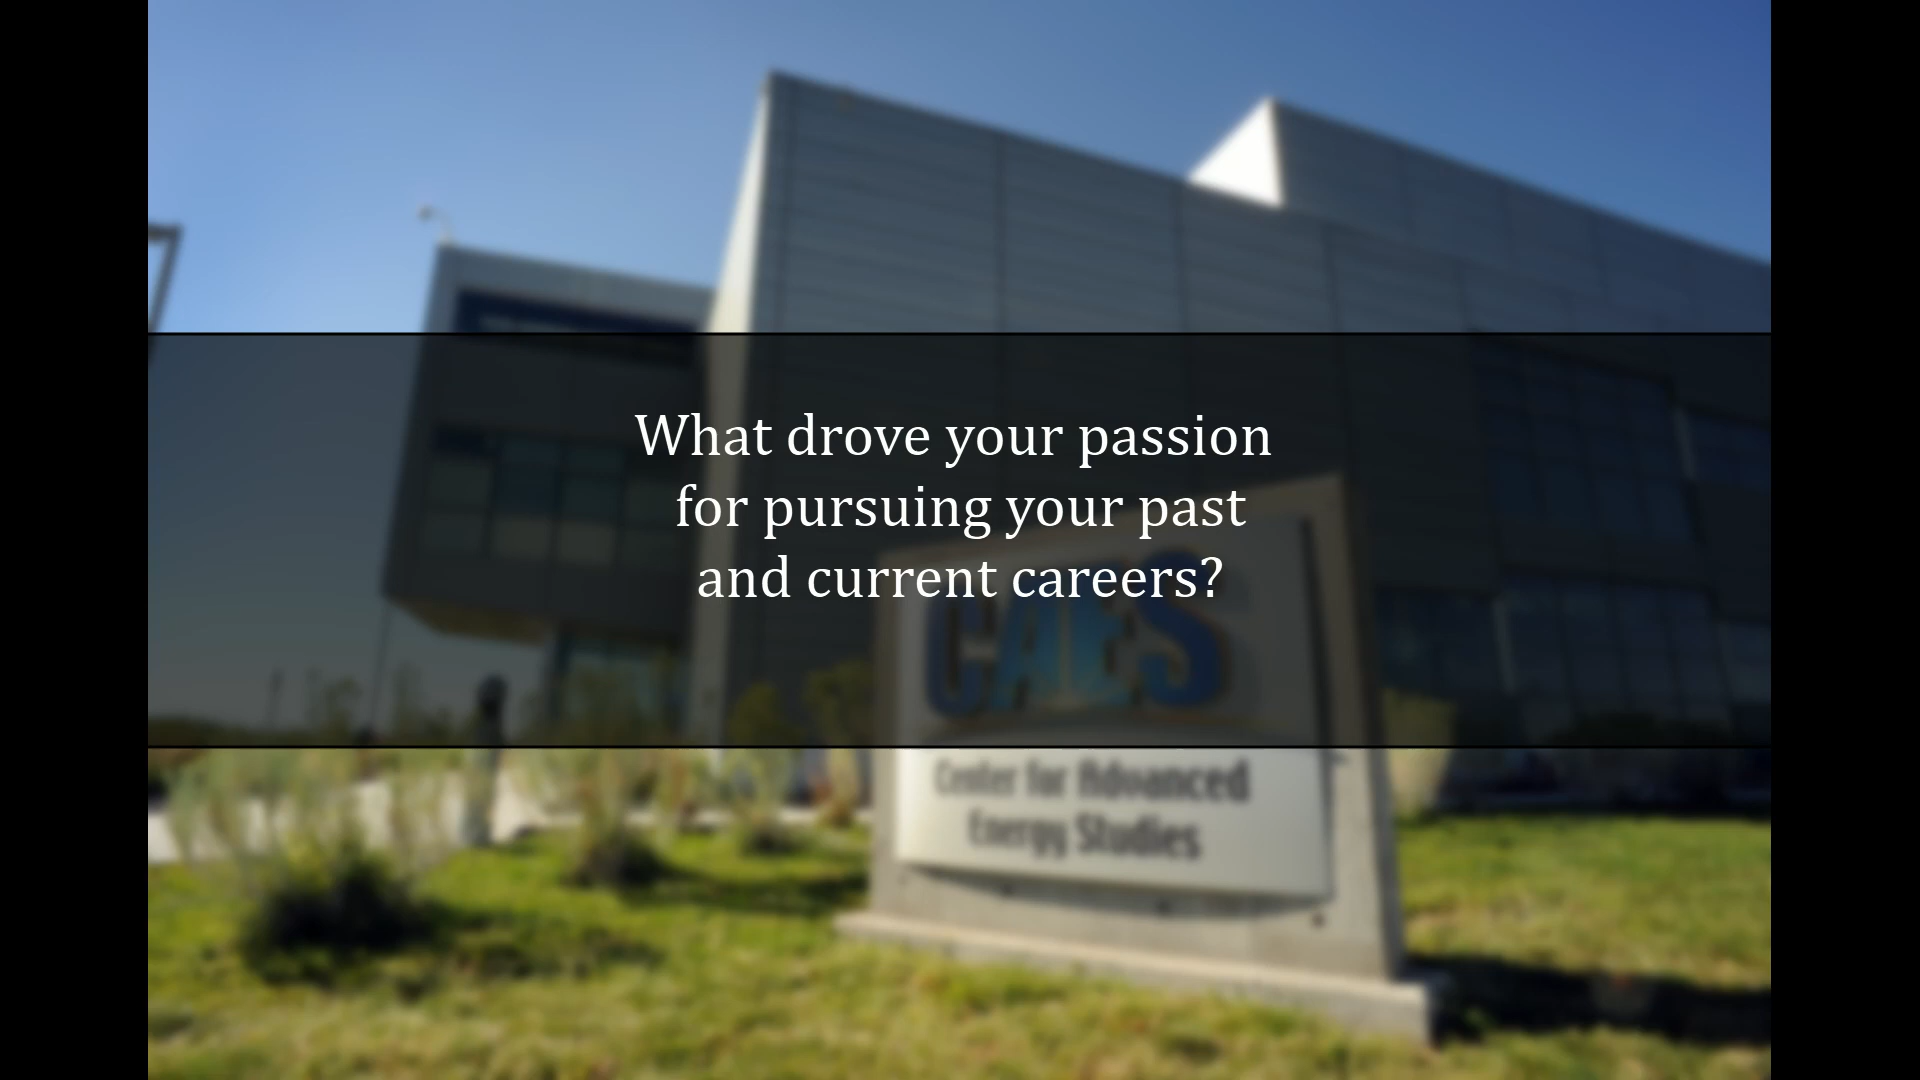 What drove your passion
for pursuing your past
and current careers?
CAES
Center for Advanced
Energy Studies